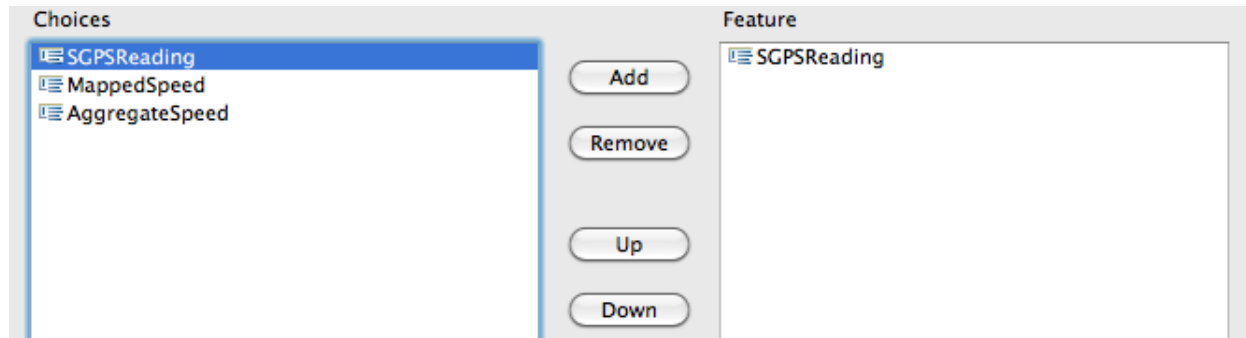 Choices
SGPSReading
MappedSpeed
AggregateSpeed
Add
Remove
Up
Down
Feature
SGPSReading